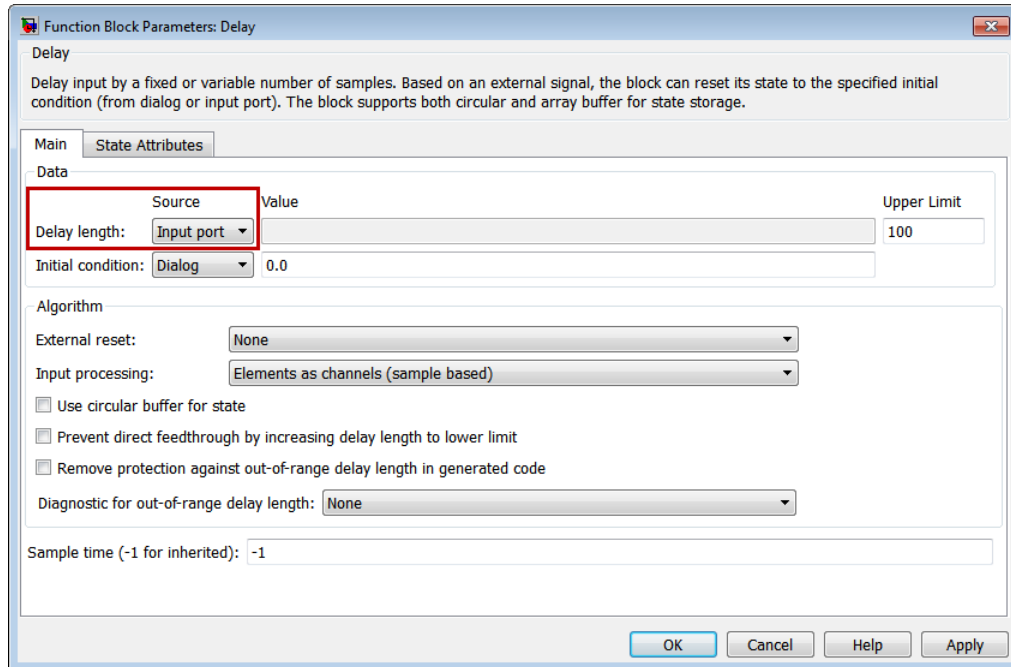 Function Block Parameters: Delay
Delay
Delay input by a fixed or variable number of samples. Based on an external signal, the block can reset its state to the specified initial
condition (from dialog or input port). The block supports both circular and array buffer for state storage.
Main State Attributes
Data
Source Value Upper Limit
Delay length: Input port 100
Initial condition: Dialog 0.0
Algorithm
External reset: None
Input processing: Elements as channels (sample based)
Use circular buffer for state
Prevent direct feedthrough by increasing delay length to lower limit
Remove protection against out-of-range delay length in generated code
Diagnostic for out-of-range delay length: None
Sample time (-1 for inherited): -1
OK Cancel Help Apply